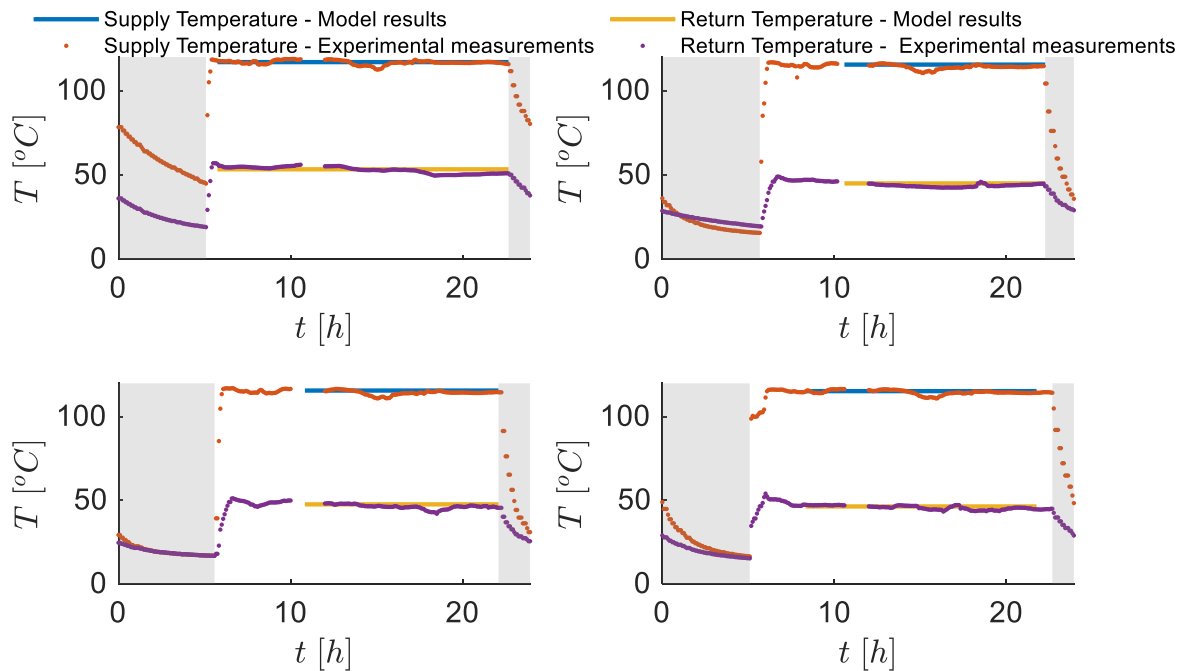 Supply Temperature - Model results
Return Temperature - Model results
Supply Temperature - Experimental measurements
Return Temperature -  Experimental measurements
100
50
0
T [°C]
0 10 20
t [h]
100
50
0
T [°C]
0 10 20
t [h]
100
50
0
T [°C]
0 10 20
t [h]
100
50
0
T [°C]
0 10 20
t [h]